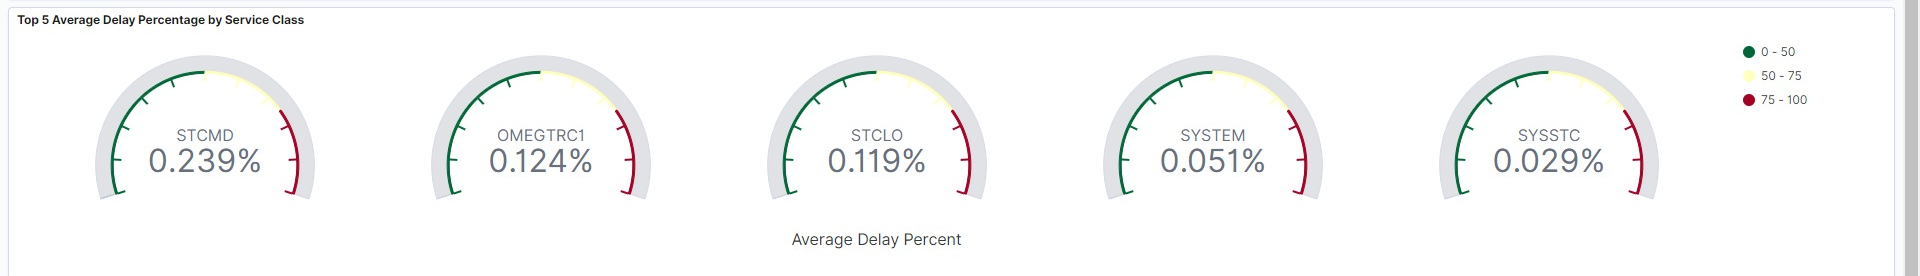 Top 5 Average Delay Percentage by Service Class
STCMD
0.239%
OMEGTRC1
0.124%
STCLO
0.119%
SYSTEM
0.051%
SYSSTC
0.029%
0 - 50
50 - 75
75 - 100
Average Delay Percent